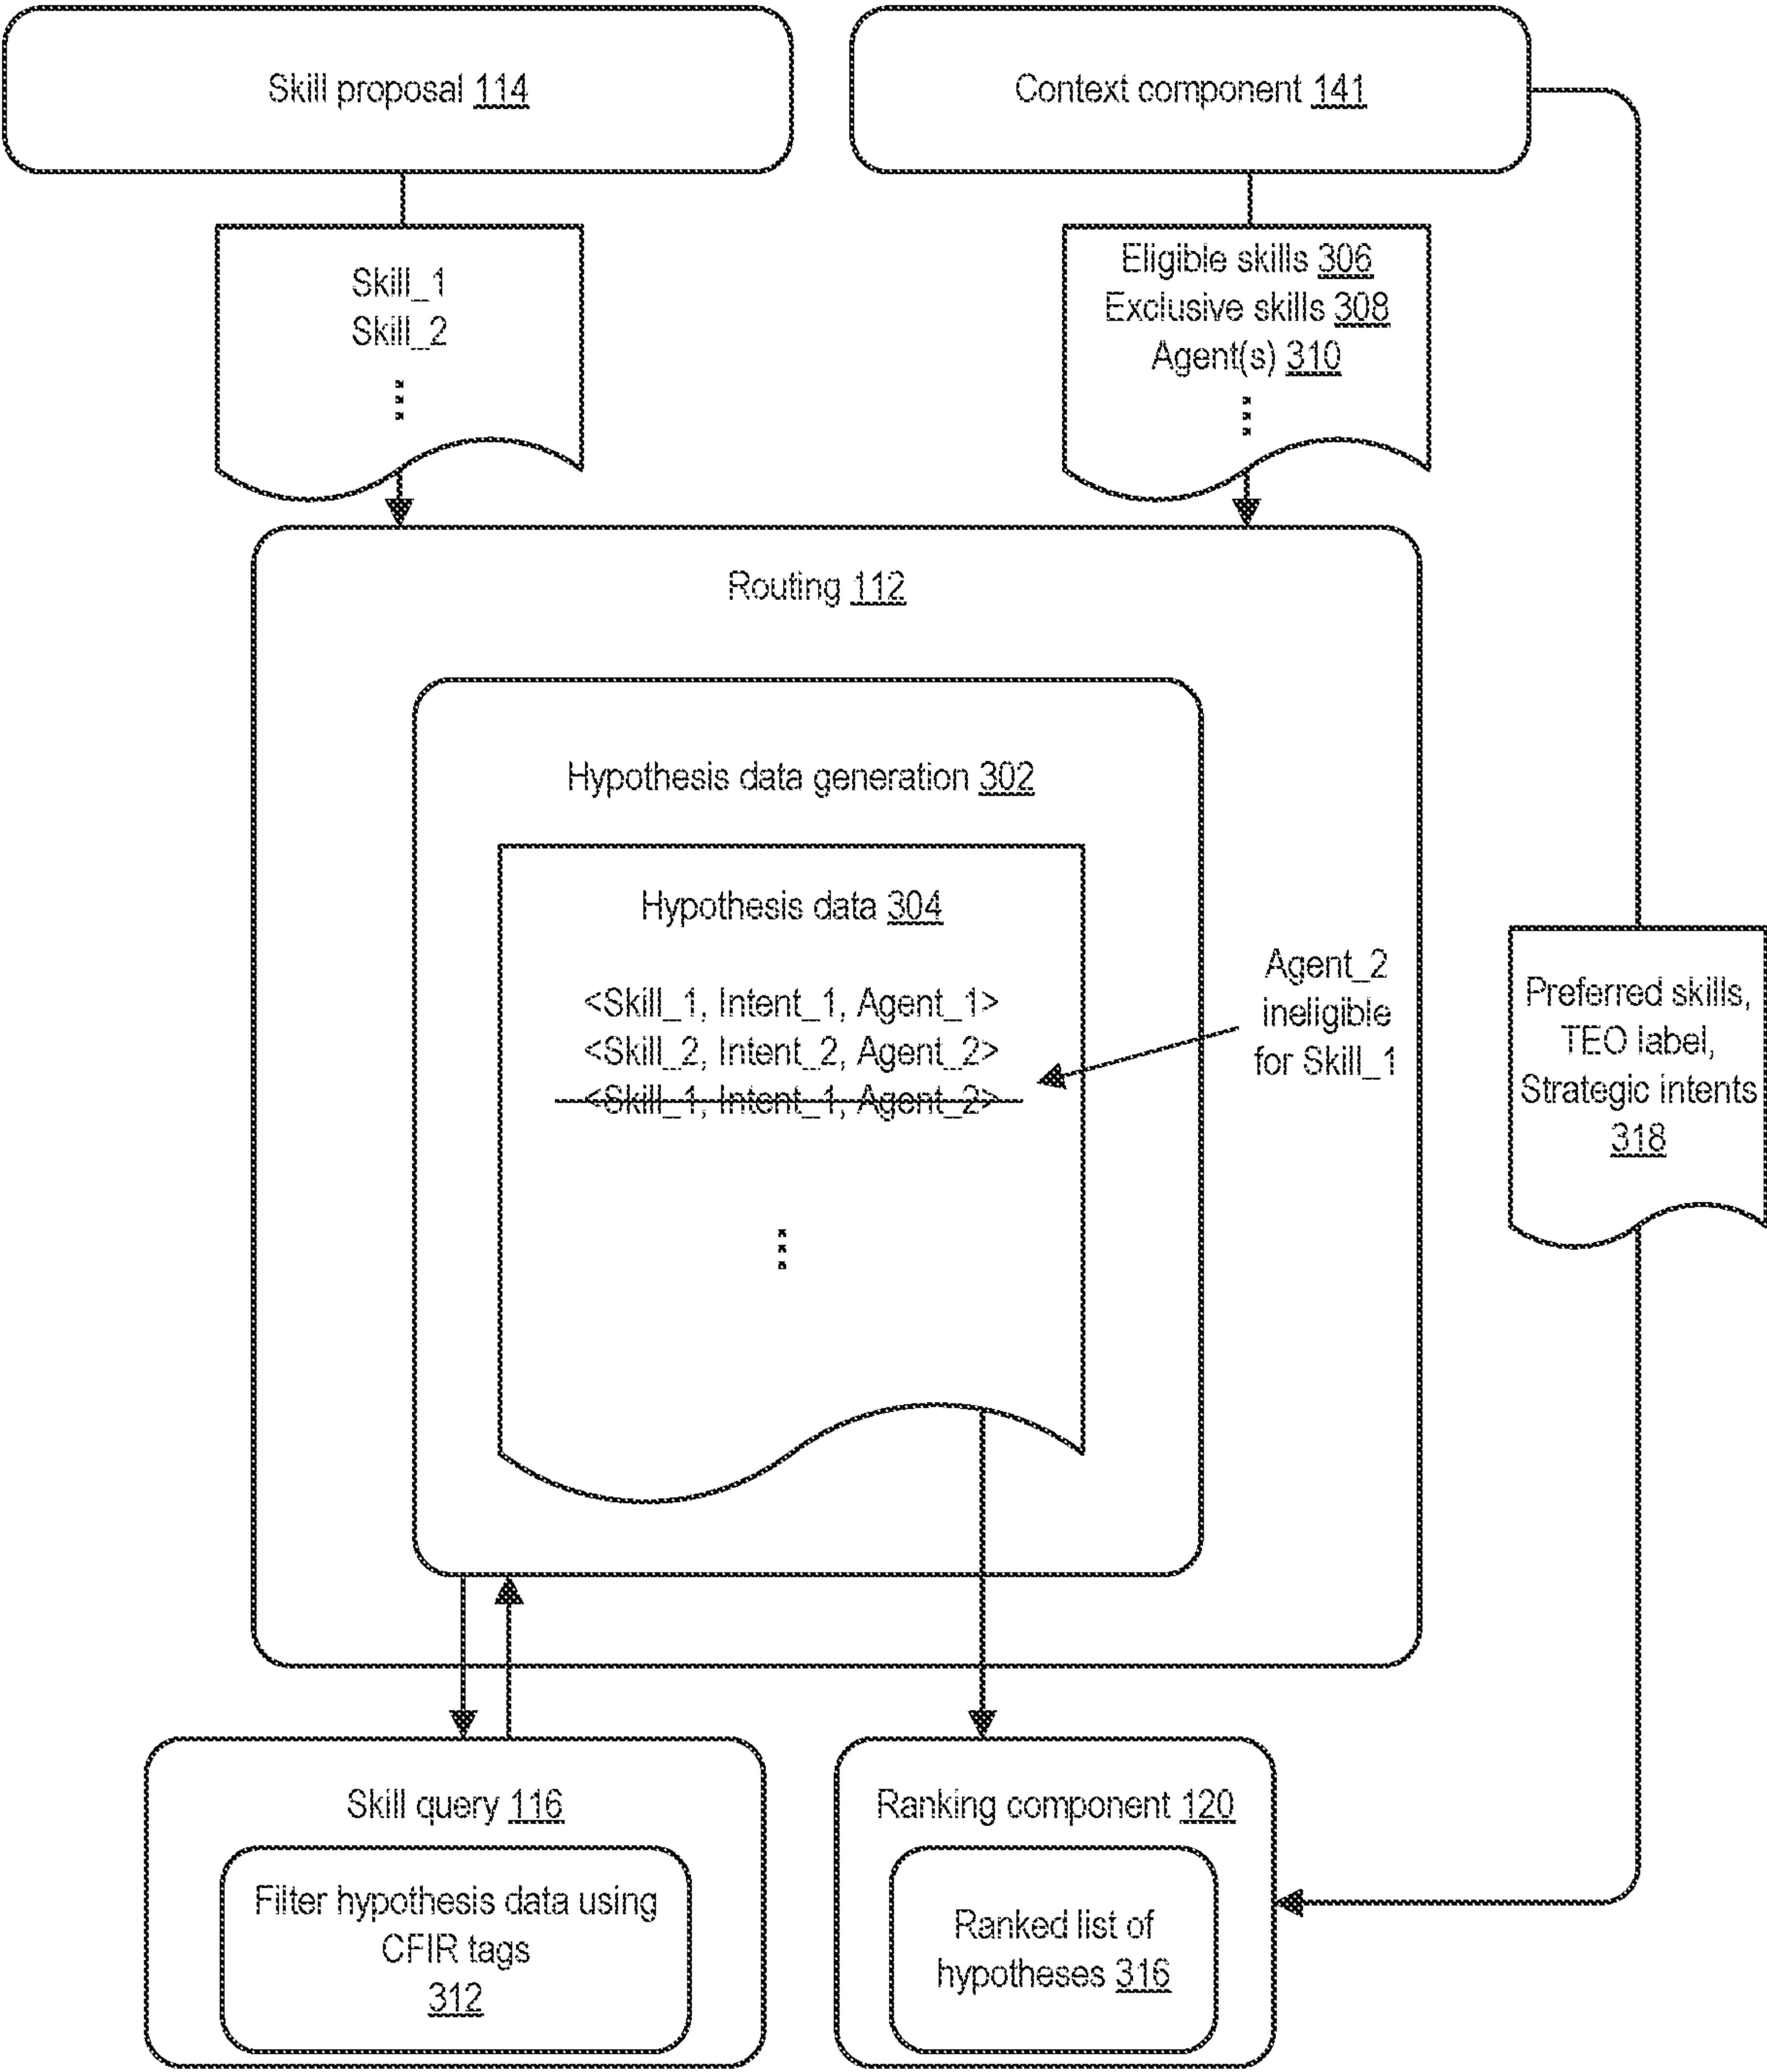 Skill proposal 114
Context component 141
Skill_1
Skill_2
Eligible skills 306
Exclusive skills 308
Agent(s) 310
Routing 112
Hypothesis data generation 302
Hypothesis data 304
<Skill_1, Intent_1, Agent_1>
<Skill_2, Intent_2, Agent_2>
<Skill_1, Intent_1, Agent_2>
Agent_2
ineligible
for Skill_1
Preferred skills,
TEO label,
Strategic intents
318
Skill query 116
Filter hypothesis data using
CFIR tags
312
Ranking component 120
Ranked list of
hypotheses 316